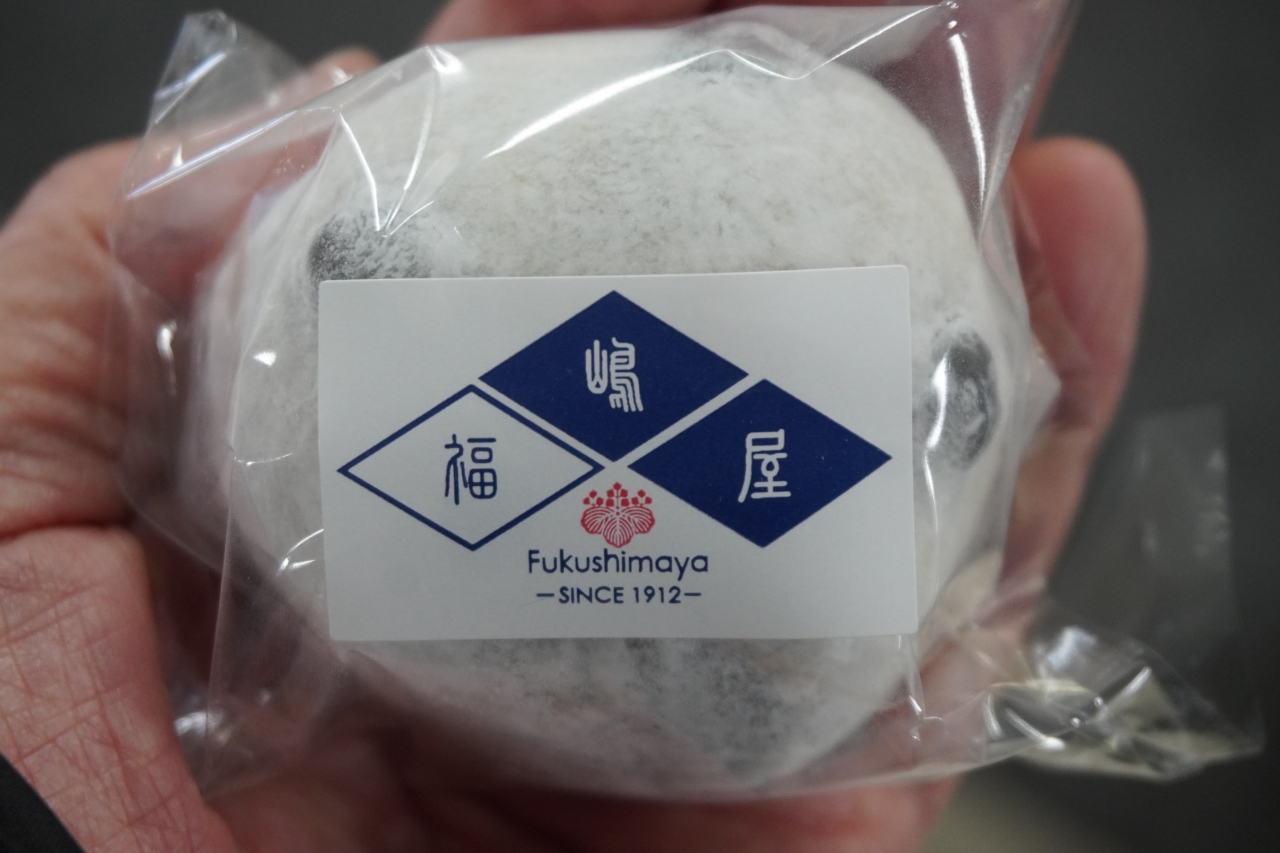 福嶋屋
Fukushimaya
—SINCE 1912—